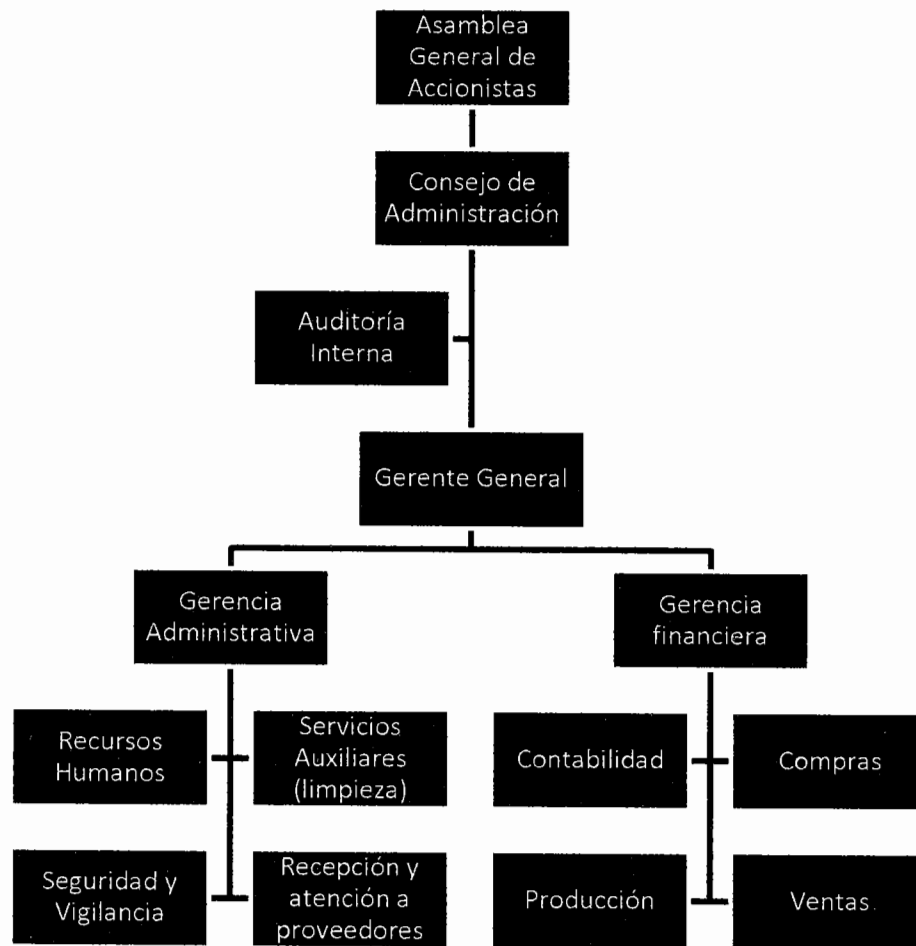 Asamblea
General de
Accionistas
Consejo de
Administración
Auditoría
Interna
Gerente General
Gerencia
Administrativa
Gerencia
financiera
Recursos
Humanos
Servicios
Auxiliares
(limpieza)
Contabilidad
Compras
Seguridad y
Vigilancia
Recepción y
atención a
proveedores
Producción
Ventas